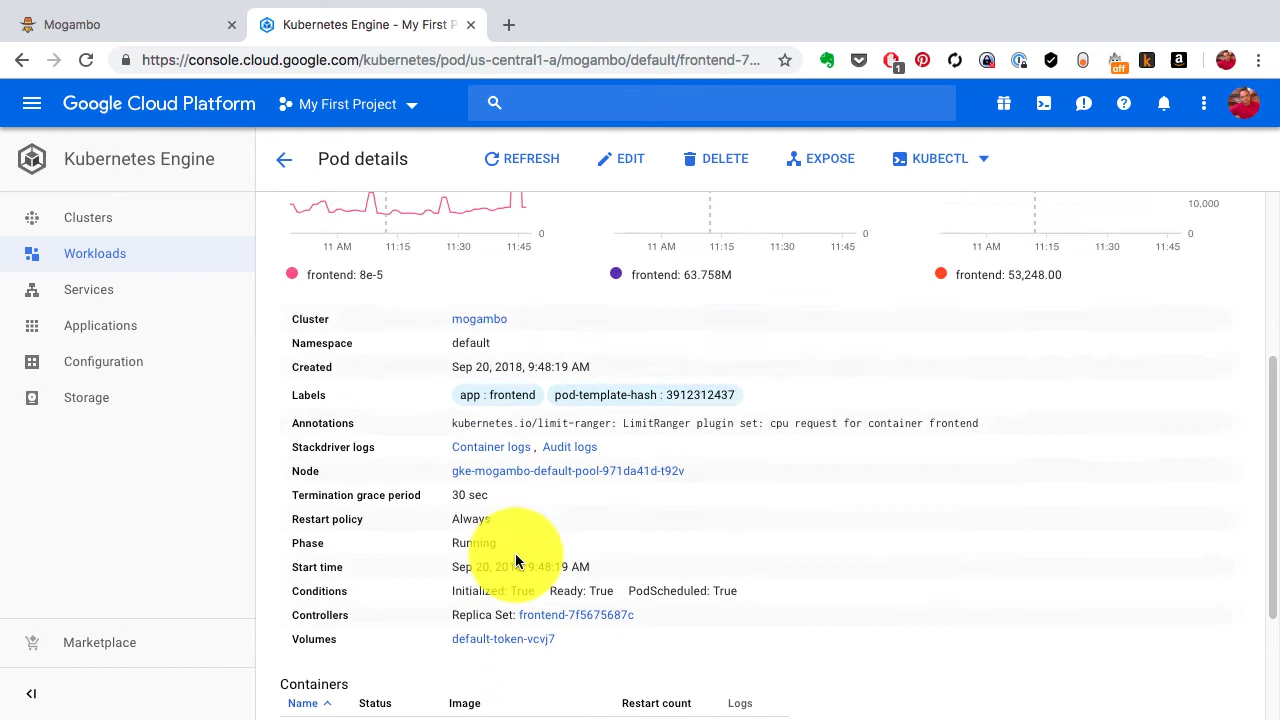 Mogambo
Kubernetes Engine - My First P
https://console.cloud.google.com/kubernetes/pod/us-central1-a/mogambo/default/frontend-7...
1
off
k
a
Google Cloud Platform
My First Project
Kubernetes Engine
Pod details
REFRESH
EDIT
DELETE
EXPOSE
KUBECTL
Clusters
Workloads
Services
Applications
Configuration
Storage
Marketplace
10,000
0 0 0
11 AM 11:15 11:30 11:45 11 AM 11:15 11:30 11:45 11 AM 11:15 11:30 11:45
frontend: 8e-5 frontend: 63.758M frontend: 53,248.00
Cluster mogambo
Namespace default
Created Sep 20, 2018, 9:48:19 AM
Labels app : frontend pod-template-hash : 3912312437
Annotations kubernetes.io/limit-ranger: LimitRanger plugin set: cpu request for container frontend
Stackdriver logs Container logs , Audit logs
Node gke-mogambo-default-pool-971da41d-t92v
Termination grace period 30 sec
Restart policy Always
Phase Running
Start time Sep 20, 2018, 9:48:19 AM
Conditions Initialized: True Ready: True PodScheduled: True
Controllers Replica Set: frontend-7f5675687c
Volumes default-token-vcvj7
Containers
Name Status Image Restart count Logs